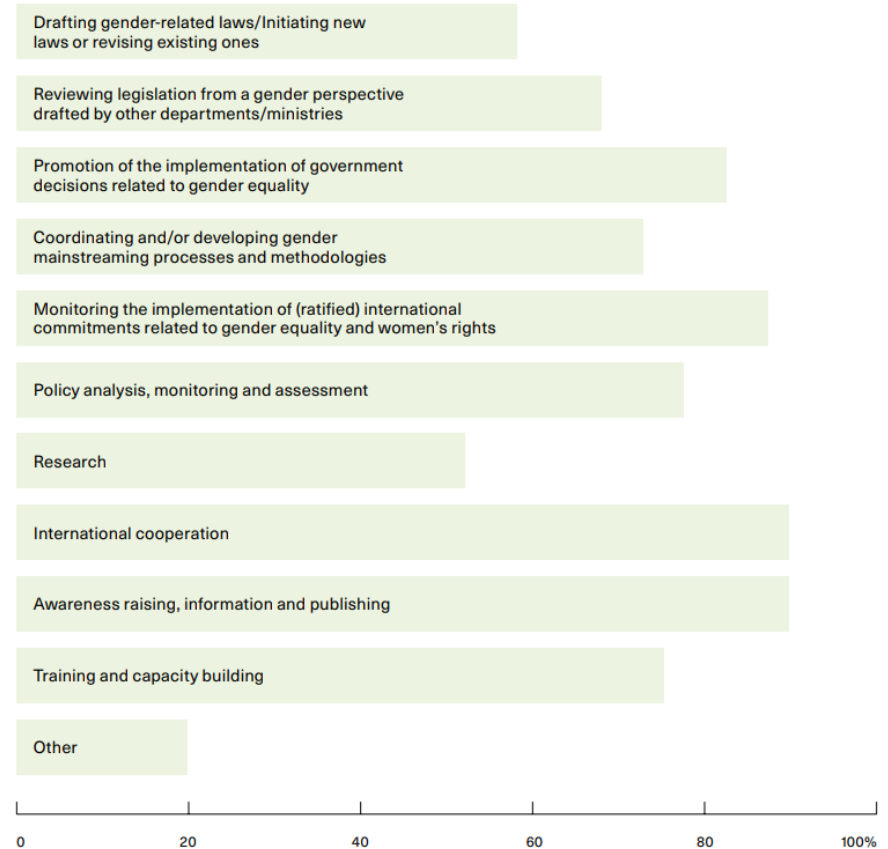 Drafting gender-related laws/Initiating new
laws or revising existing ones
Reviewing legislation from a gender perspective
drafted by other departments/ministries
Promotion of the implementation of government
decisions related to gender equality
Coordinating and/or developing gender
mainstreaming processes and methodologies
Monitoring the implementation of (ratified) international
commitments related to gender equality and women's rights
Policy analysis, monitoring and assessment
Research
International cooperation
Awareness raising, information and publishing
Training and capacity building
Other
0 20 40 60 80 100%